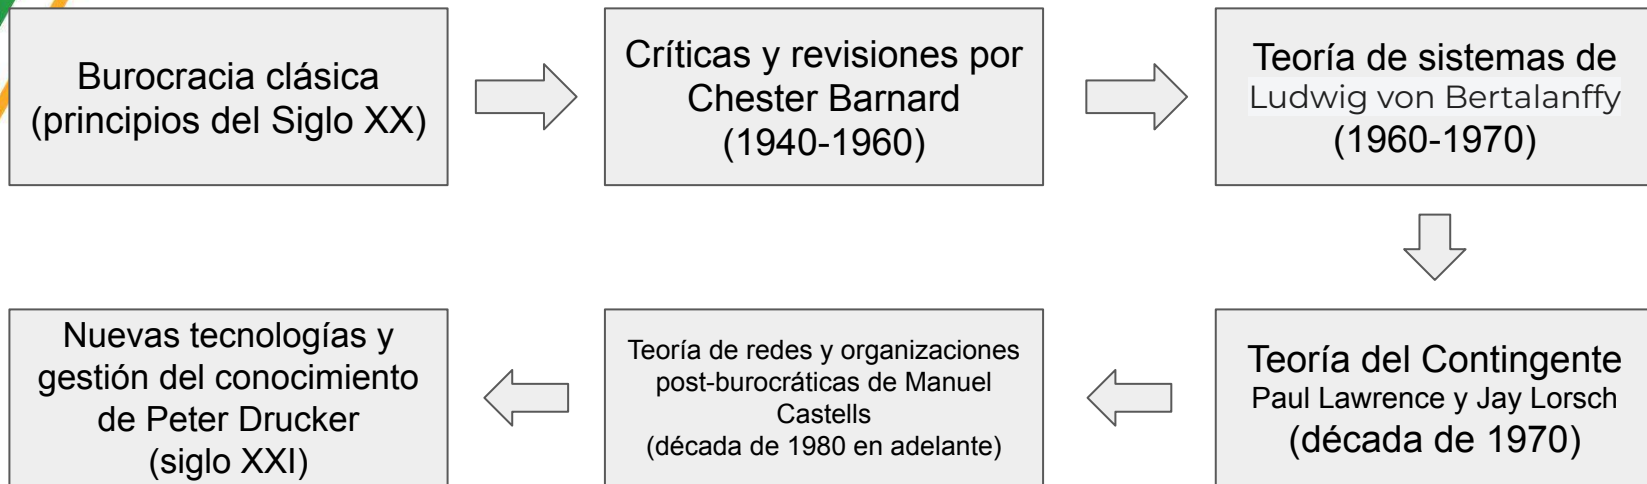 Burocracia clásica
(principios del Siglo XX)
Críticas y revisiones por
Chester Barnard
(1940-1960)
Teoría de sistemas de
Ludwig von Bertalanffy
(1960-1970)
Teoría del Contingente
Paul Lawrence y Jay Lorsch
(década de 1970)
Teoría de redes y organizaciones
post-burocráticas de Manuel
Castells
(década de 1980 en adelante)
Nuevas tecnologías y
gestión del conocimiento
de Peter Drucker
(siglo XXI)